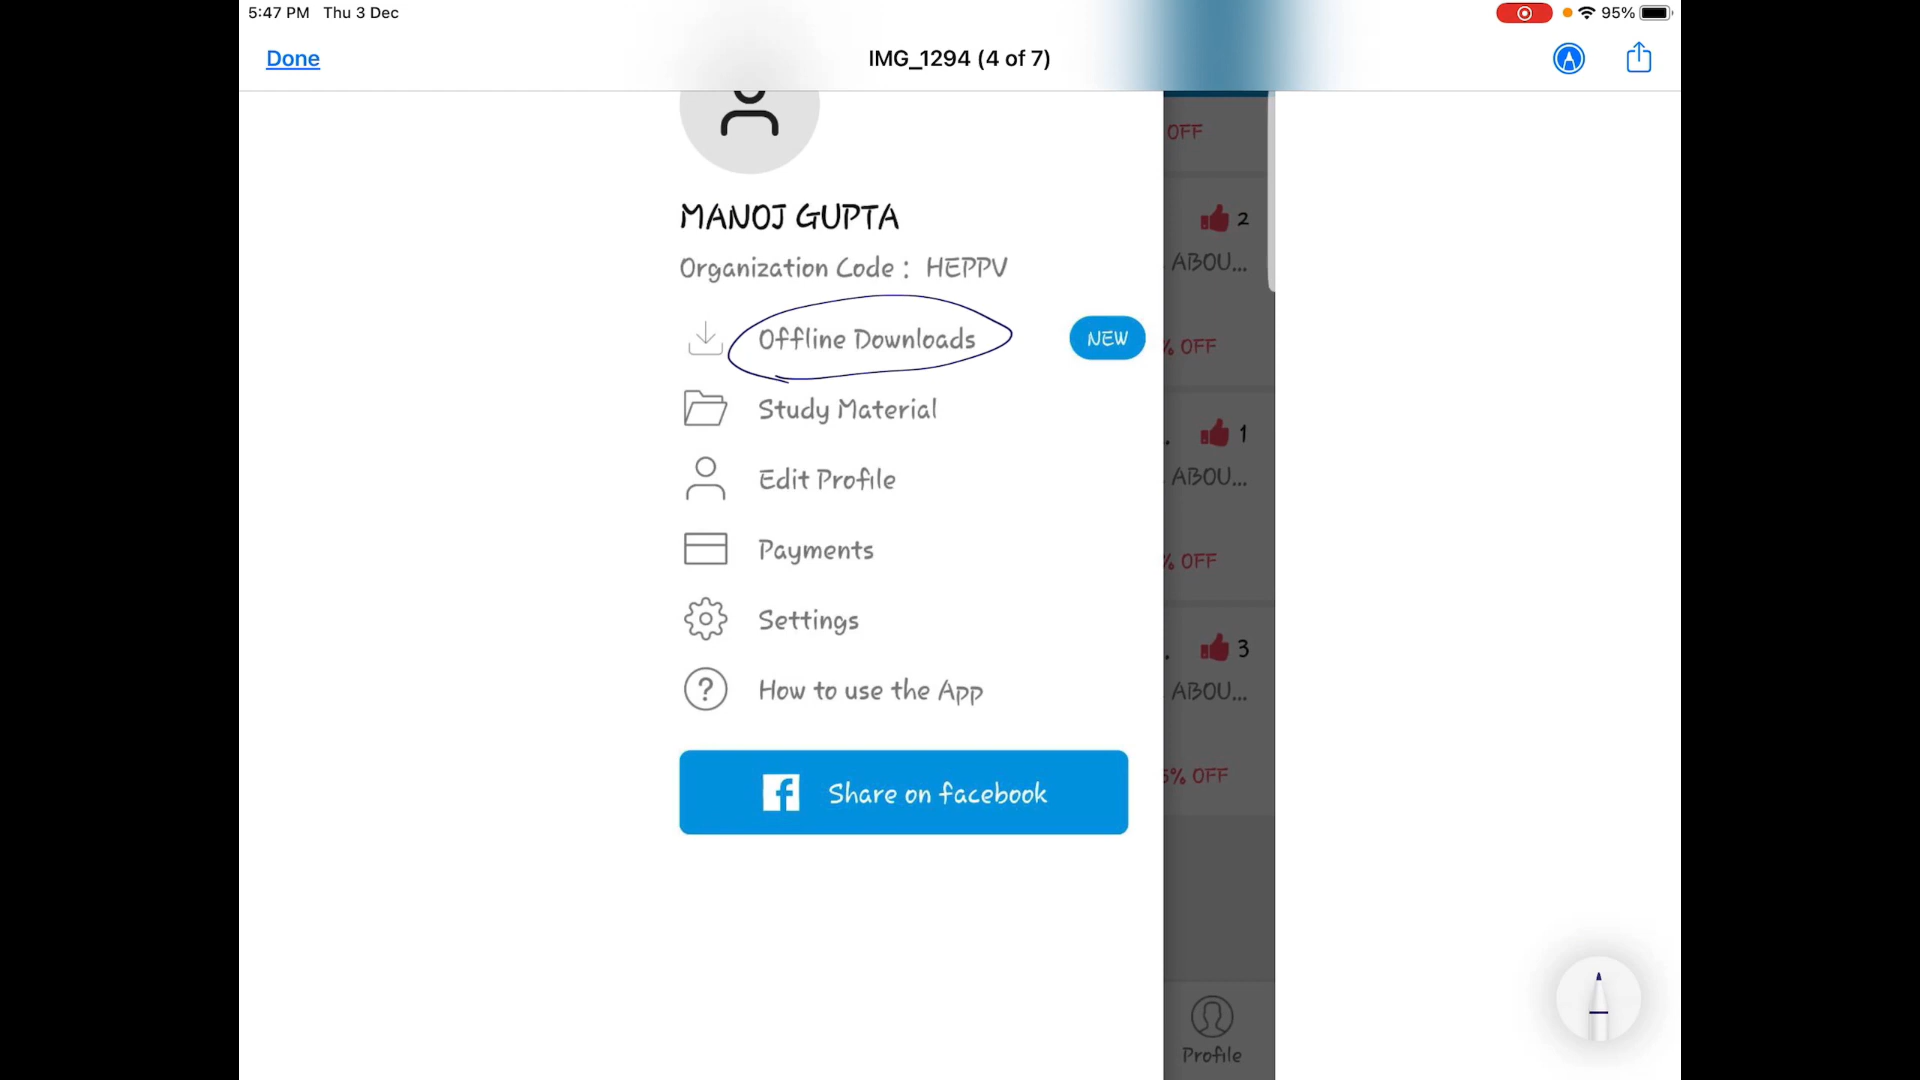 5:47 PM Thu 3 Dec
95%
Done
IMG_1294 (4 of 7)
OFF
MANOJ GUPTA
2
Organization Code : HEPPV
ABOU...
Offline Downloads
NEW
% OFF
Study Material
1
Edit Profile
ABOU...
Payments
% OFF
Settings
3
How to use the App
ABOU...
5% OFF
Share on facebook
Profile